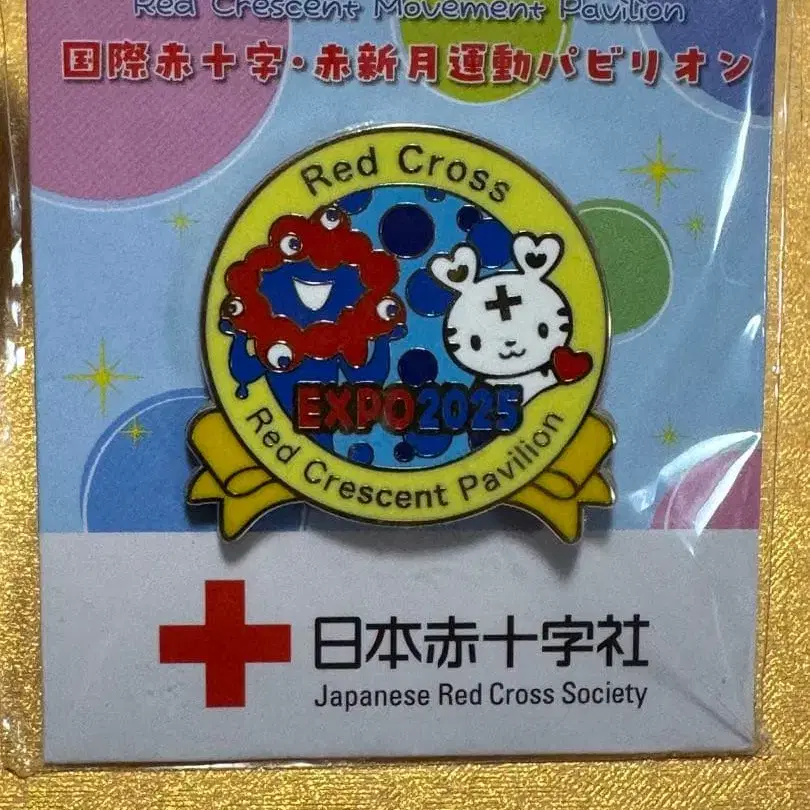 Red Crescent Movement Pavilion
国際赤十字・赤新月運動パビリオン
Red Cross
EXPO2025
Red Crescent Pavilion
日本赤十字社
Japanese Red Cross Society